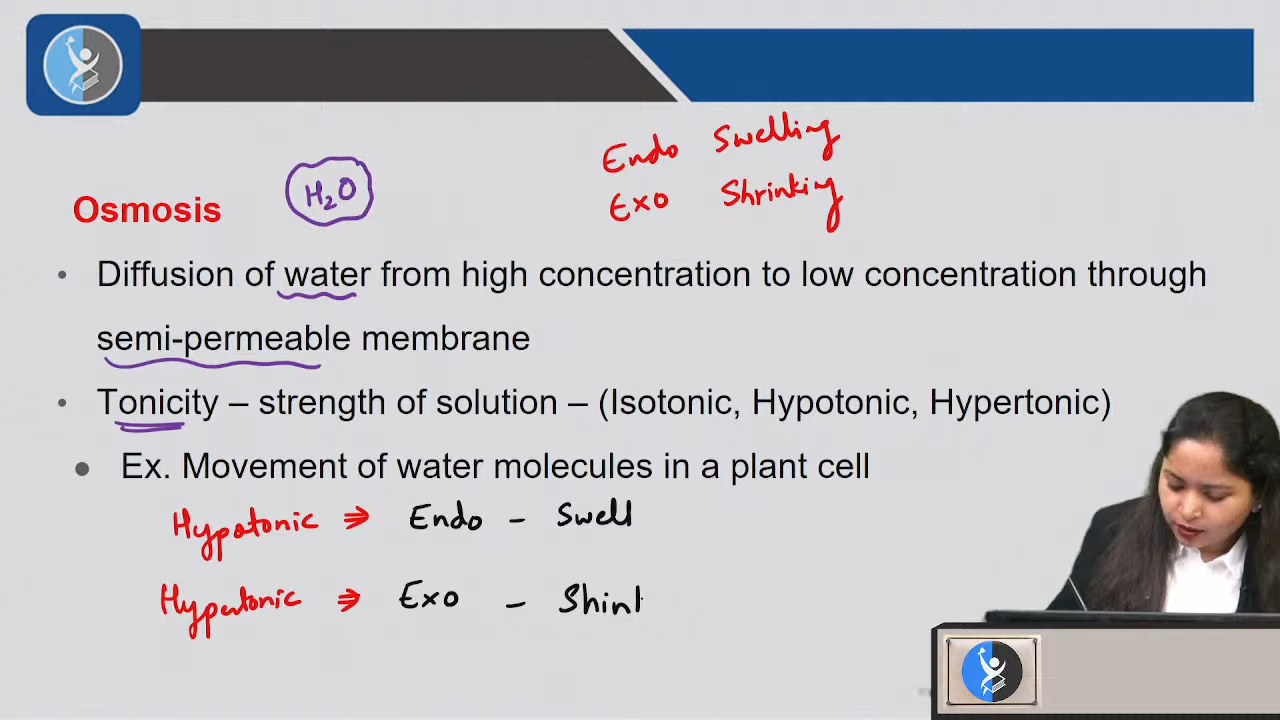 Endo Swelling
Exo Shrinking
Osmosis
H₂O
• Diffusion of water from high concentration to low concentration through
semi-permeable membrane
• Tonicity – strength of solution – (Isotonic, Hypotonic, Hypertonic)
● Ex. Movement of water molecules in a plant cell
Hypotonic ⇒ Endo - Swell
Hypertonic ⇒ Exo - Shinl